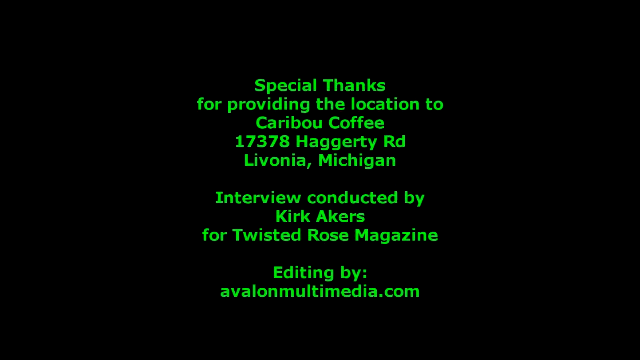 Special Thanks
for providing the location to
Caribou Coffee
17378 Haggerty Rd
Livonia, Michigan
Interview conducted by
Kirk Akers
for Twisted Rose Magazine
Editing by:
avalonmultimedia.com